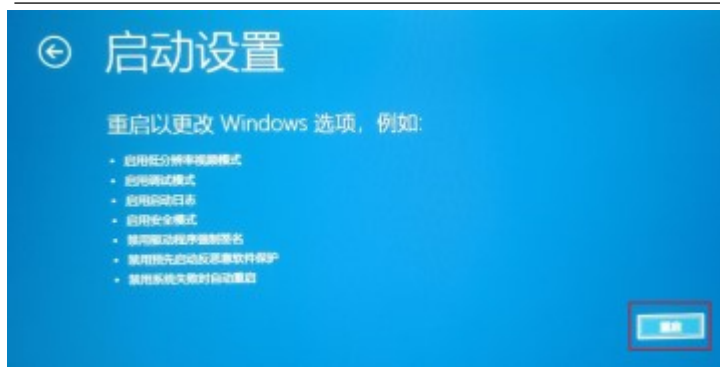 启动设置
重启以更改 Windows 选项，例如:
• 启用低分辨率视频模式
• 启用调试模式
• 启用启动日志
• 启用安全模式
• 禁用驱动程序强制签名
• 禁用预先启动反恶意软件保护
• 禁用系统失败时自动重启
重启